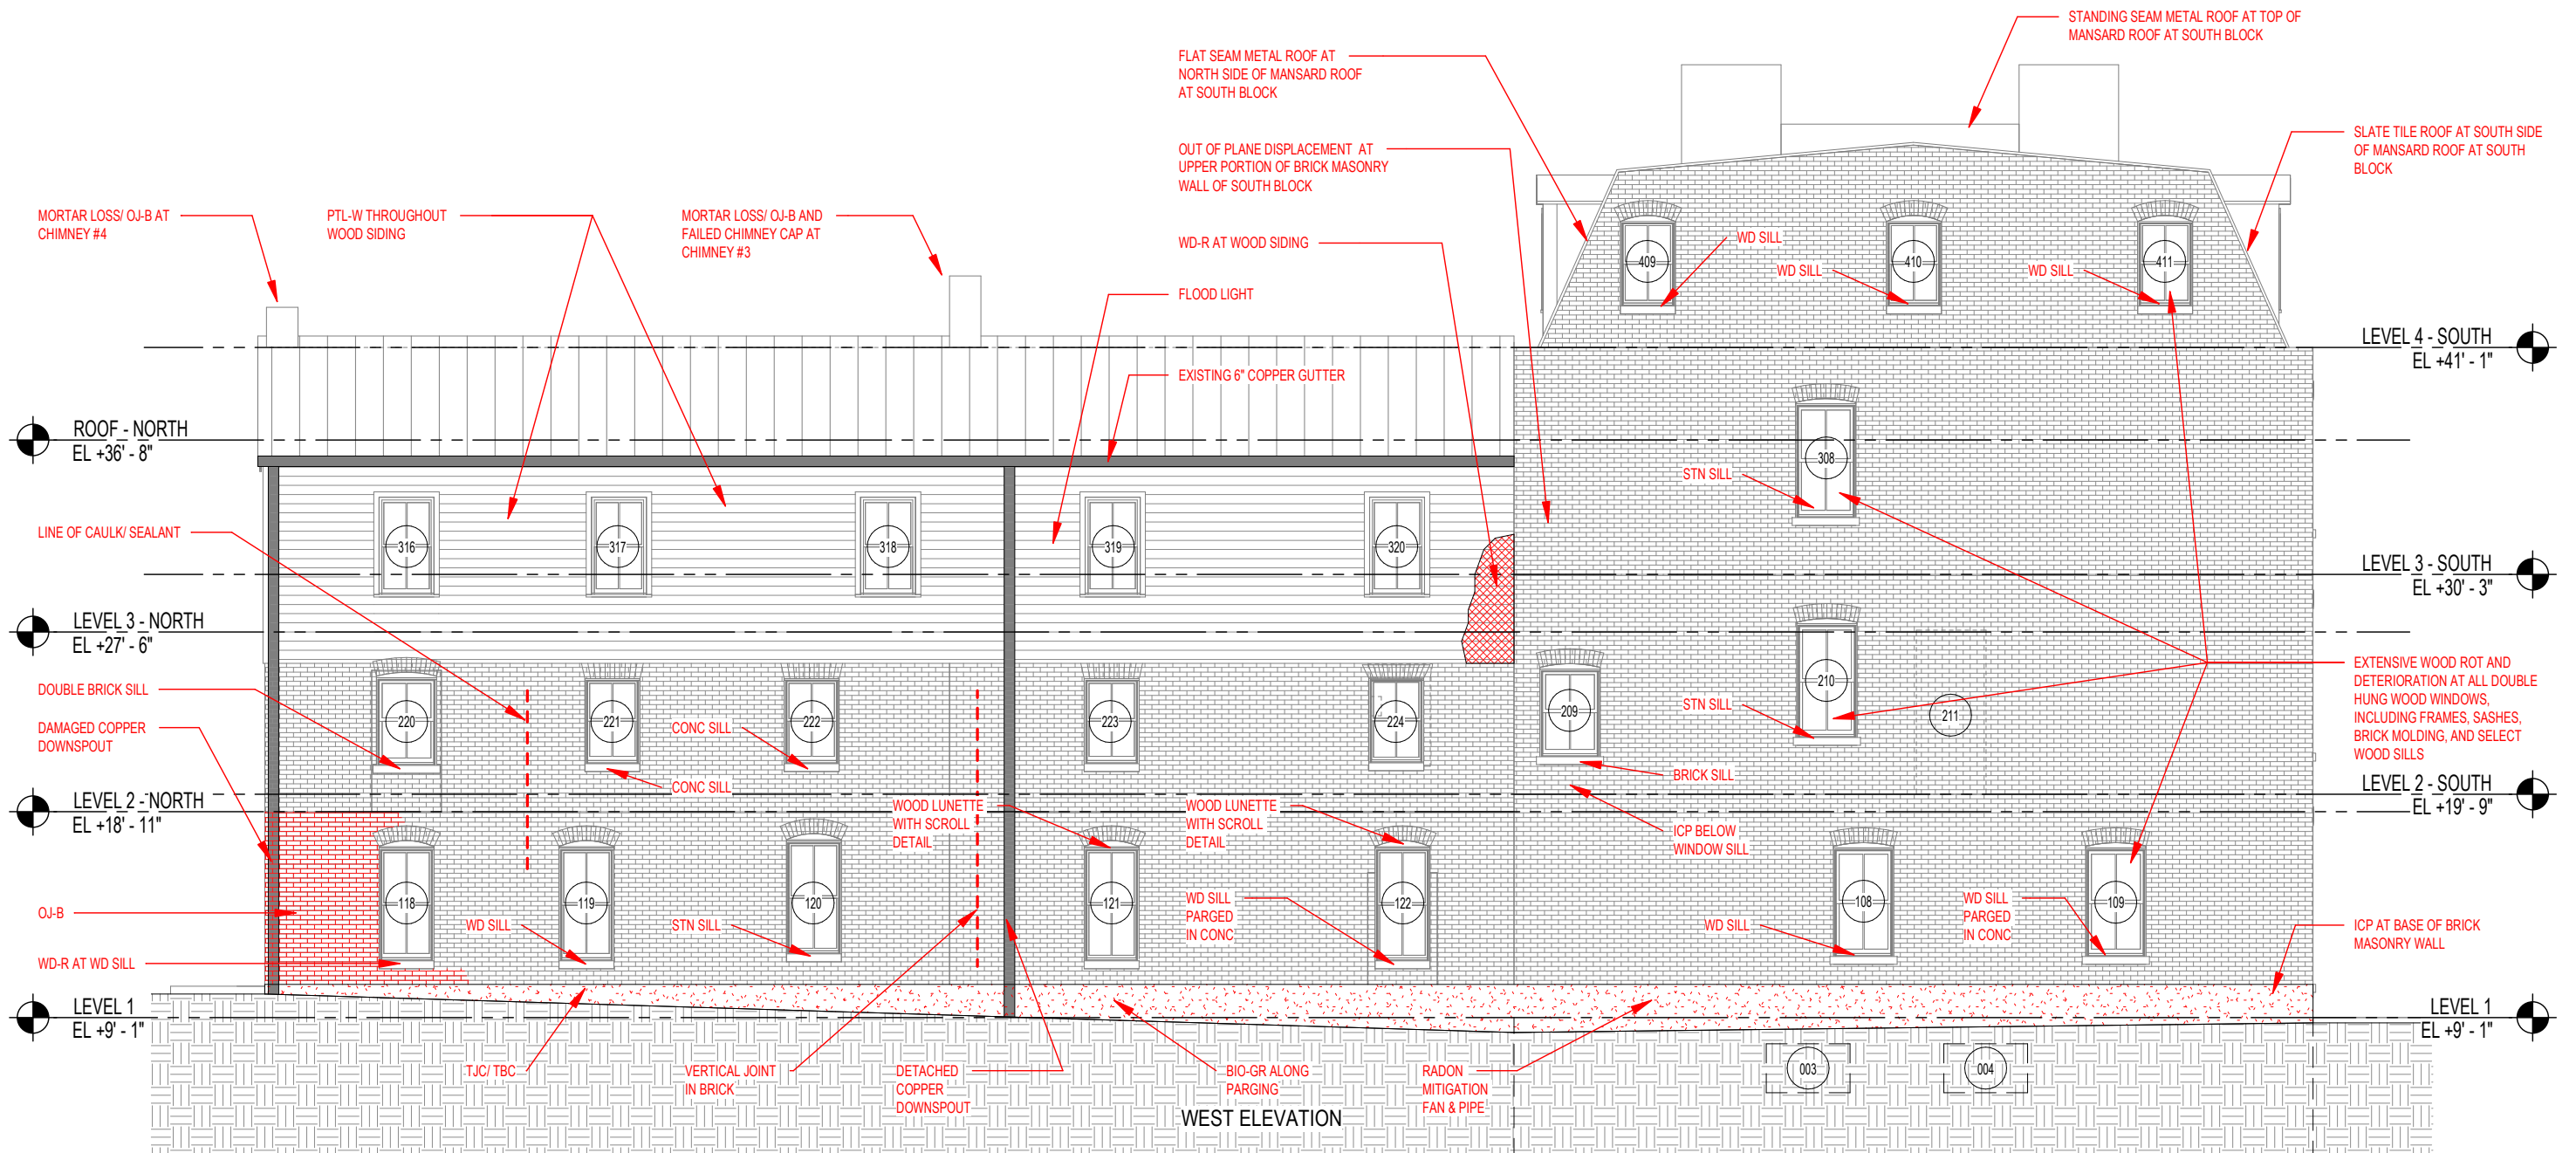 STANDING SEAM METAL ROOF AT TOP OF
MANSARD ROOF AT SOUTH BLOCK
FLAT SEAM METAL ROOF AT
NORTH SIDE OF MANSARD ROOF
AT SOUTH BLOCK
SLATE TILE ROOF AT SOUTH SIDE
OF MANSARD ROOF AT SOUTH
BLOCK
OUT OF PLANE DISPLACEMENT AT
UPPER PORTION OF BRICK MASONRY
WALL OF SOUTH BLOCK
MORTAR LOSS/ OJ-B AT
CHIMNEY #4
PTL-W THROUGHOUT
WOOD SIDING
MORTAR LOSS/ OJ-B AND
FAILED CHIMNEY CAP AT
CHIMNEY #3
WD-R AT WOOD SIDING
WD SILL
WD SILL
WD SILL
409
410
411
FLOOD LIGHT
EXISTING 6" COPPER GUTTER
LEVEL 4 - SOUTH
EL +41' - 1"
ROOF - NORTH
EL +36' - 8"
308
STN SILL
LINE OF CAULK/ SEALANT
316
317
318
319
320
LEVEL 3 - SOUTH
EL +30' - 3"
LEVEL 3 - NORTH
EL +27' - 6"
DOUBLE BRICK SILL
DAMAGED COPPER
DOWNSPOUT
220
221
222
223
224
209
210
211
CONC SILL
CONC SILL
STN SILL
BRICK SILL
EXTENSIVE WOOD ROT AND
DETERIORATION AT ALL DOUBLE
HUNG WOOD WINDOWS,
INCLUDING FRAMES, SASHES,
BRICK MOLDING, AND SELECT
WOOD SILLS
LEVEL 2 - NORTH
EL +18' - 11"
LEVEL 2 - SOUTH
EL +19' - 9"
WOOD LUNETTE
WITH SCROLL
DETAIL
WOOD LUNETTE
WITH SCROLL
DETAIL
ICP BELOW
WINDOW SILL
118
119
120
121
122
108
109
OJ-B
WD SILL
STN SILL
WD SILL
PARGED
IN CONC
WD SILL
WD SILL
PARGED
IN CONC
ICP AT BASE OF BRICK
MASONRY WALL
WD-R AT WD SILL
LEVEL 1
EL +9' - 1"
LEVEL 1
EL +9' - 1"
TJC/ TBC
VERTICAL JOINT
IN BRICK
DETACHED
COPPER
DOWNSPOUT
BIO-GR ALONG
PARGING
RADON
MITIGATION
FAN & PIPE
003
004
WEST ELEVATION